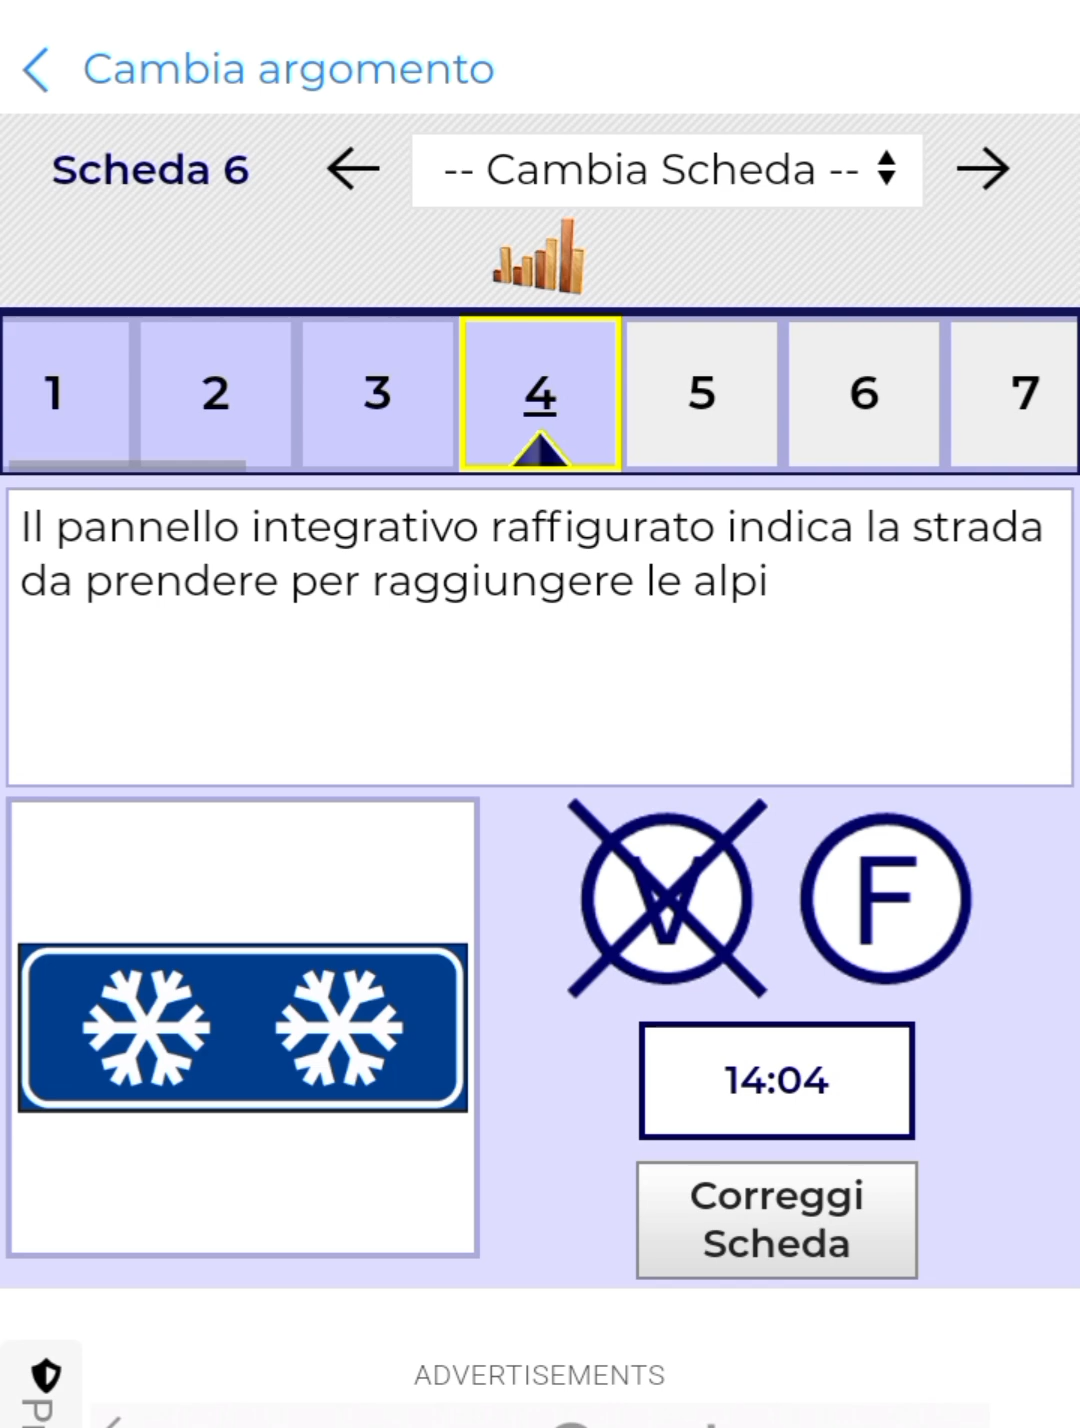 Cambia argomento
Scheda 6
-- Cambia Scheda --
1 2 3 4 5 6 7
Il pannello integrativo raffigurato indica la strada
da prendere per raggiungere le alpi
V F
14:04
Correggi
Scheda
ADVERTISEMENTS